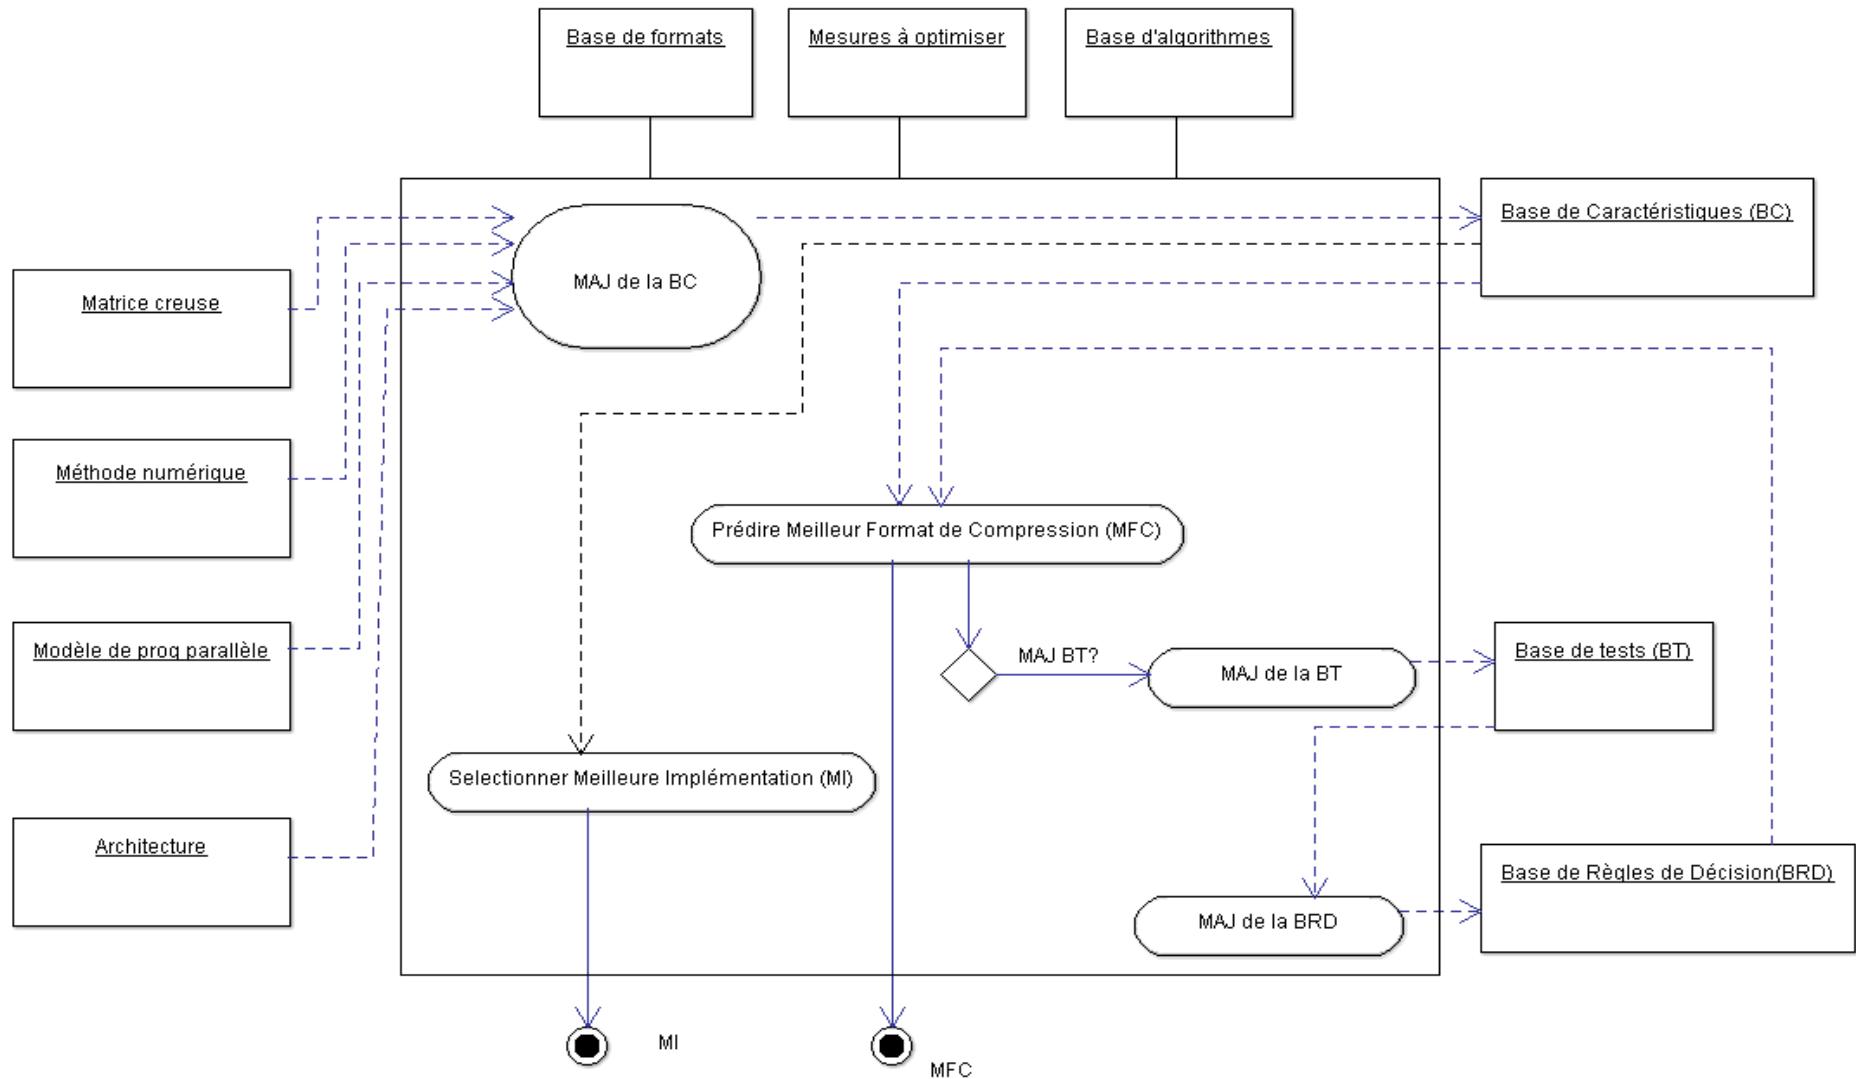 Base de formats
Mesures à optimiser
Base d'algorithmes
Base de Caractéristiques (BC)
MAJ de la BC
Matrice creuse
Méthode numérique
Prédire Meilleur Format de Compression (MFC)
Modèle de prog parallèle
MAJ BT?
MAJ de la BT
Base de tests (BT)
Selectionner Meilleure Implémentation (MI)
Architecture
Base de Règles de Décision(BRD)
MAJ de la BRD
MI
MFC